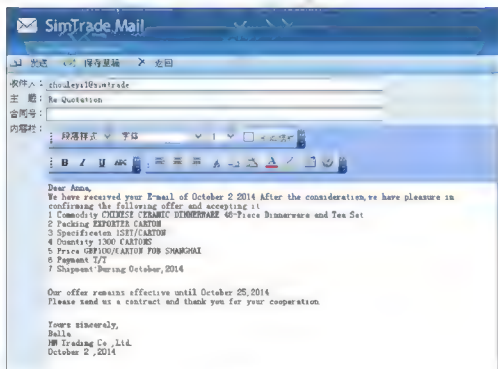 SimTrade Mail
发送 保存草稿 × 返回
收件人: zhouleyi1@simtrade
主 题: Re Quotation
合同号:
内容栏:
段落样式 字体
B I U ABC
Dear Anna,
We have received your E-mail of October 2 2014 After the consideration,we have pleasure in
confirming the following offer and accepting it
1 Commodity CHINESE CERAMIC DINNERWARE 48-Piece Dinnerware and Tea Set
2 Packing EXPORTER CARTON
3 Specificaten 1SET/CARTON
4 Quantity 1300 CARTONS
5 Price GBP100/CARTON FOB SHANGHAI
6 Payment T/T
7 Shipment During October,2014
Our offer remains effective until October 25,2014
Please send us a contract and thank you for your cooperation
Yours sincerely,
Bella
HW Trading Co ,Ltd
October 2 ,2014